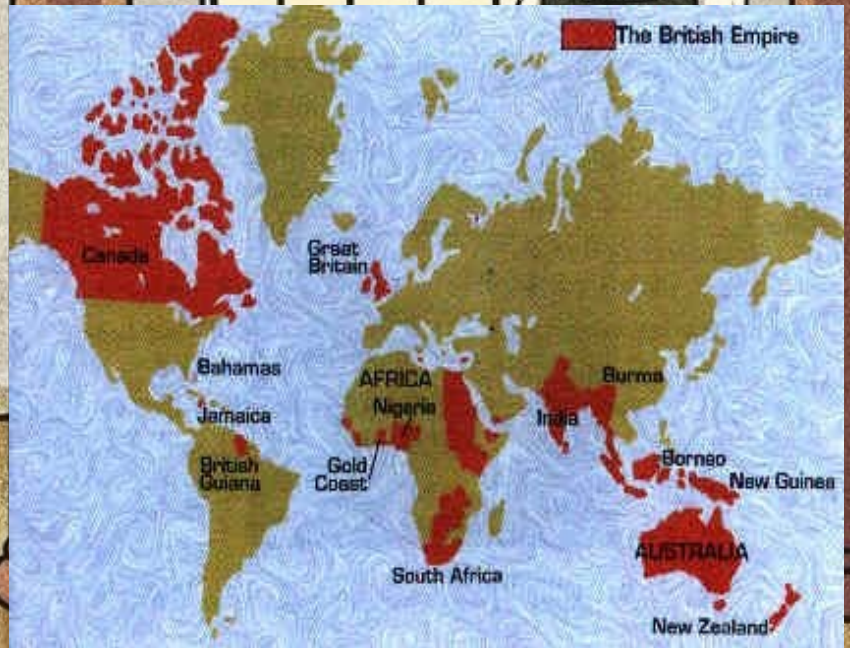 The British Empire
Canada
Great
Britain
Bahamas
AFRICA
Burma
Nigeria
India
Jamaica
British
Guiana
Gold
Coast
Borneo
New Guinea
AUSTRALIA
South Africa
New Zealand